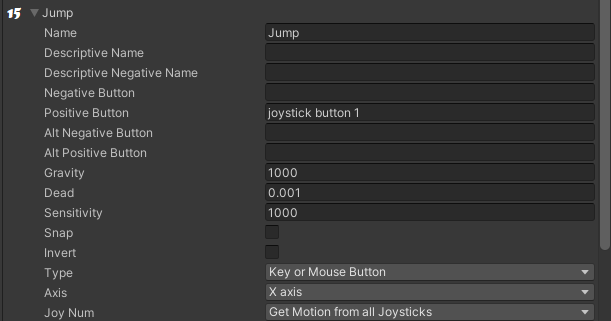 15 Jump
Name Jump
Descriptive Name
Descriptive Negative Name
Negative Button
Positive Button joystick button 1
Alt Negative Button
Alt Positive Button
Gravity 1000
Dead 0.001
Sensitivity 1000
Snap
Invert
Type Key or Mouse Button
Axis X axis
Joy Num Get Motion from all Joysticks